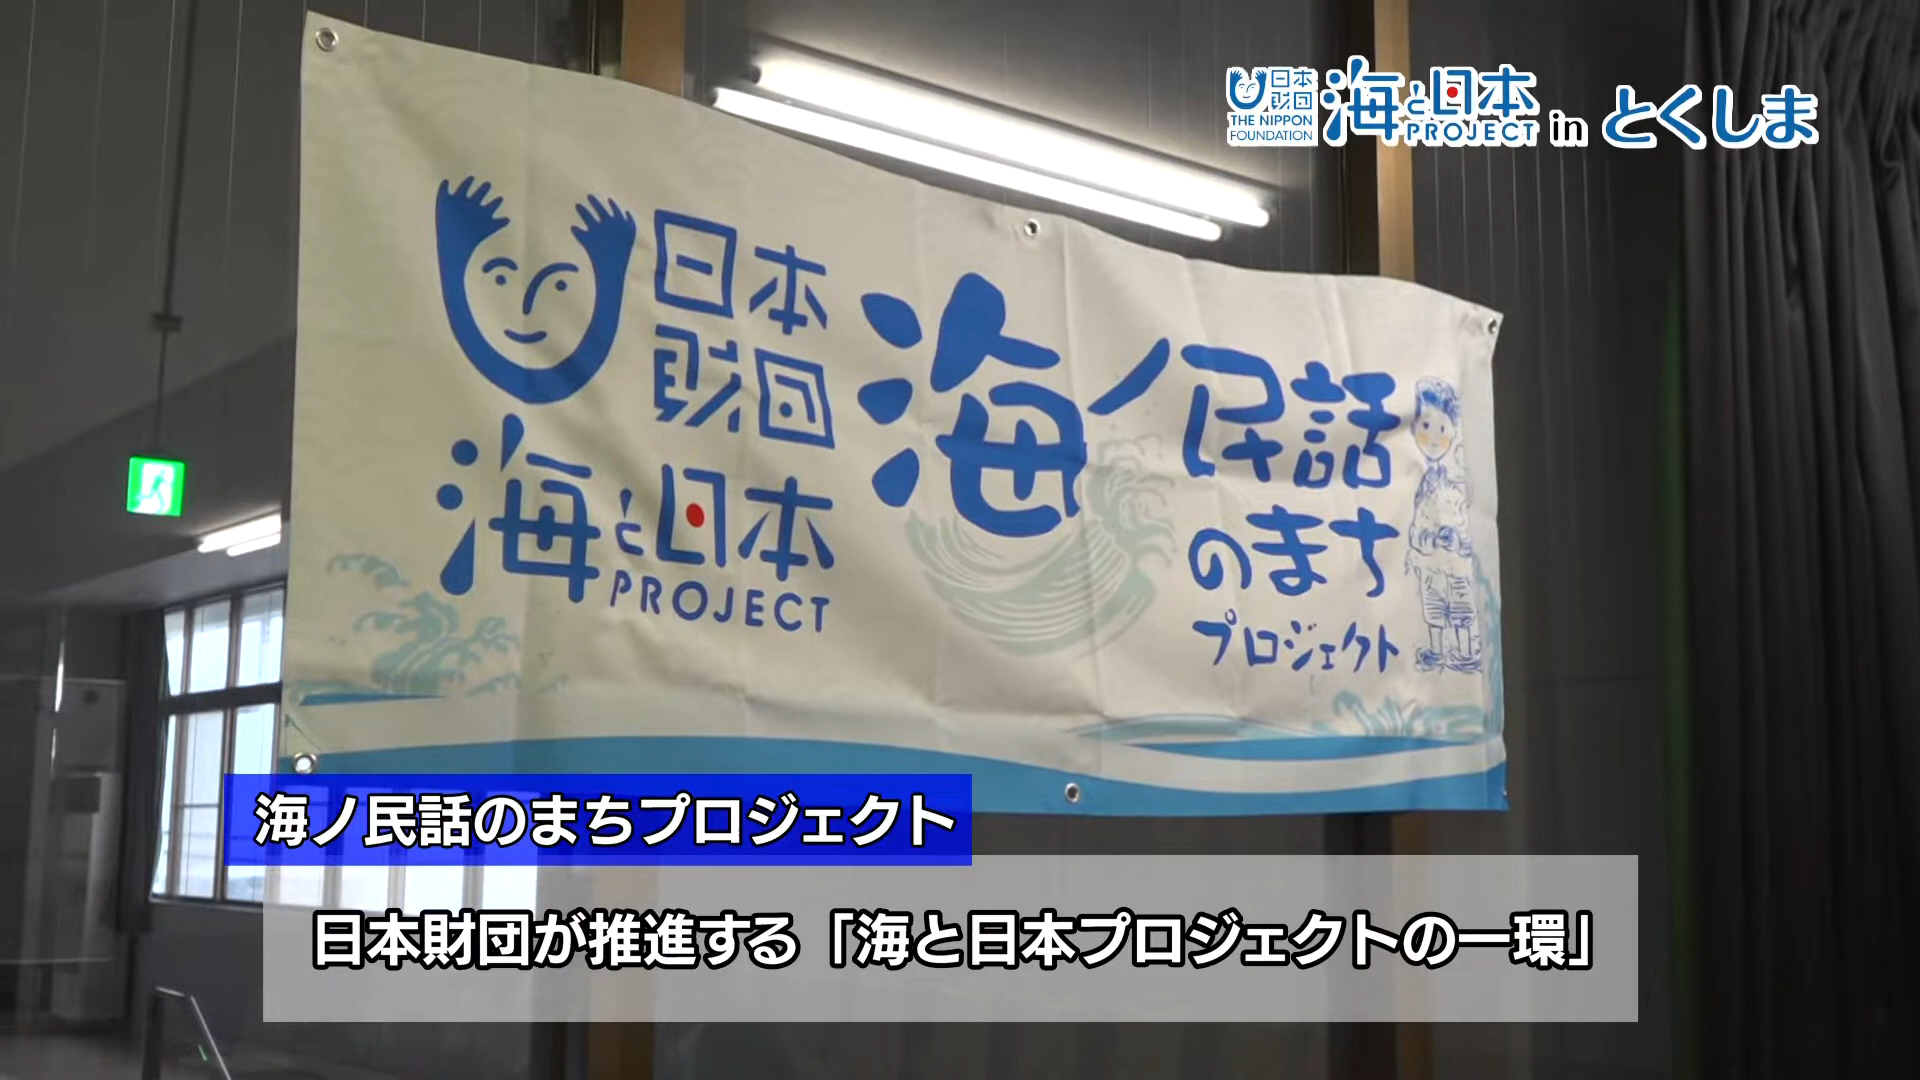 日本
財団
THE NIPPON
FOUNDATION
海と日本
PROJECT
in とくしま
日本
財団
海と日本
PROJECT
海ノ民話
のまち
プロジェクト
海ノ民話のまちプロジェクト
日本財団が推進する「海と日本プロジェクトの一環」